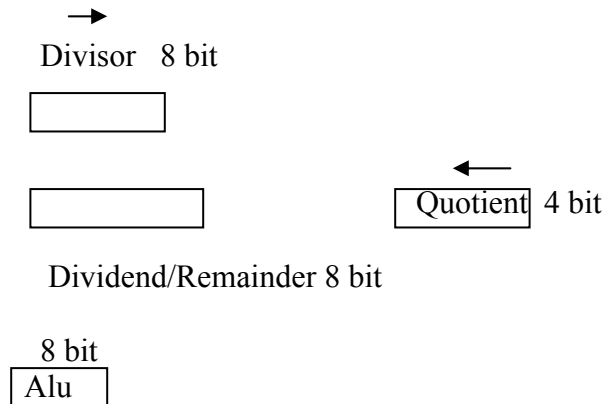 Divisor 8 bit
Quotient 4 bit
Dividend/Remainder 8 bit
8 bit
Alu